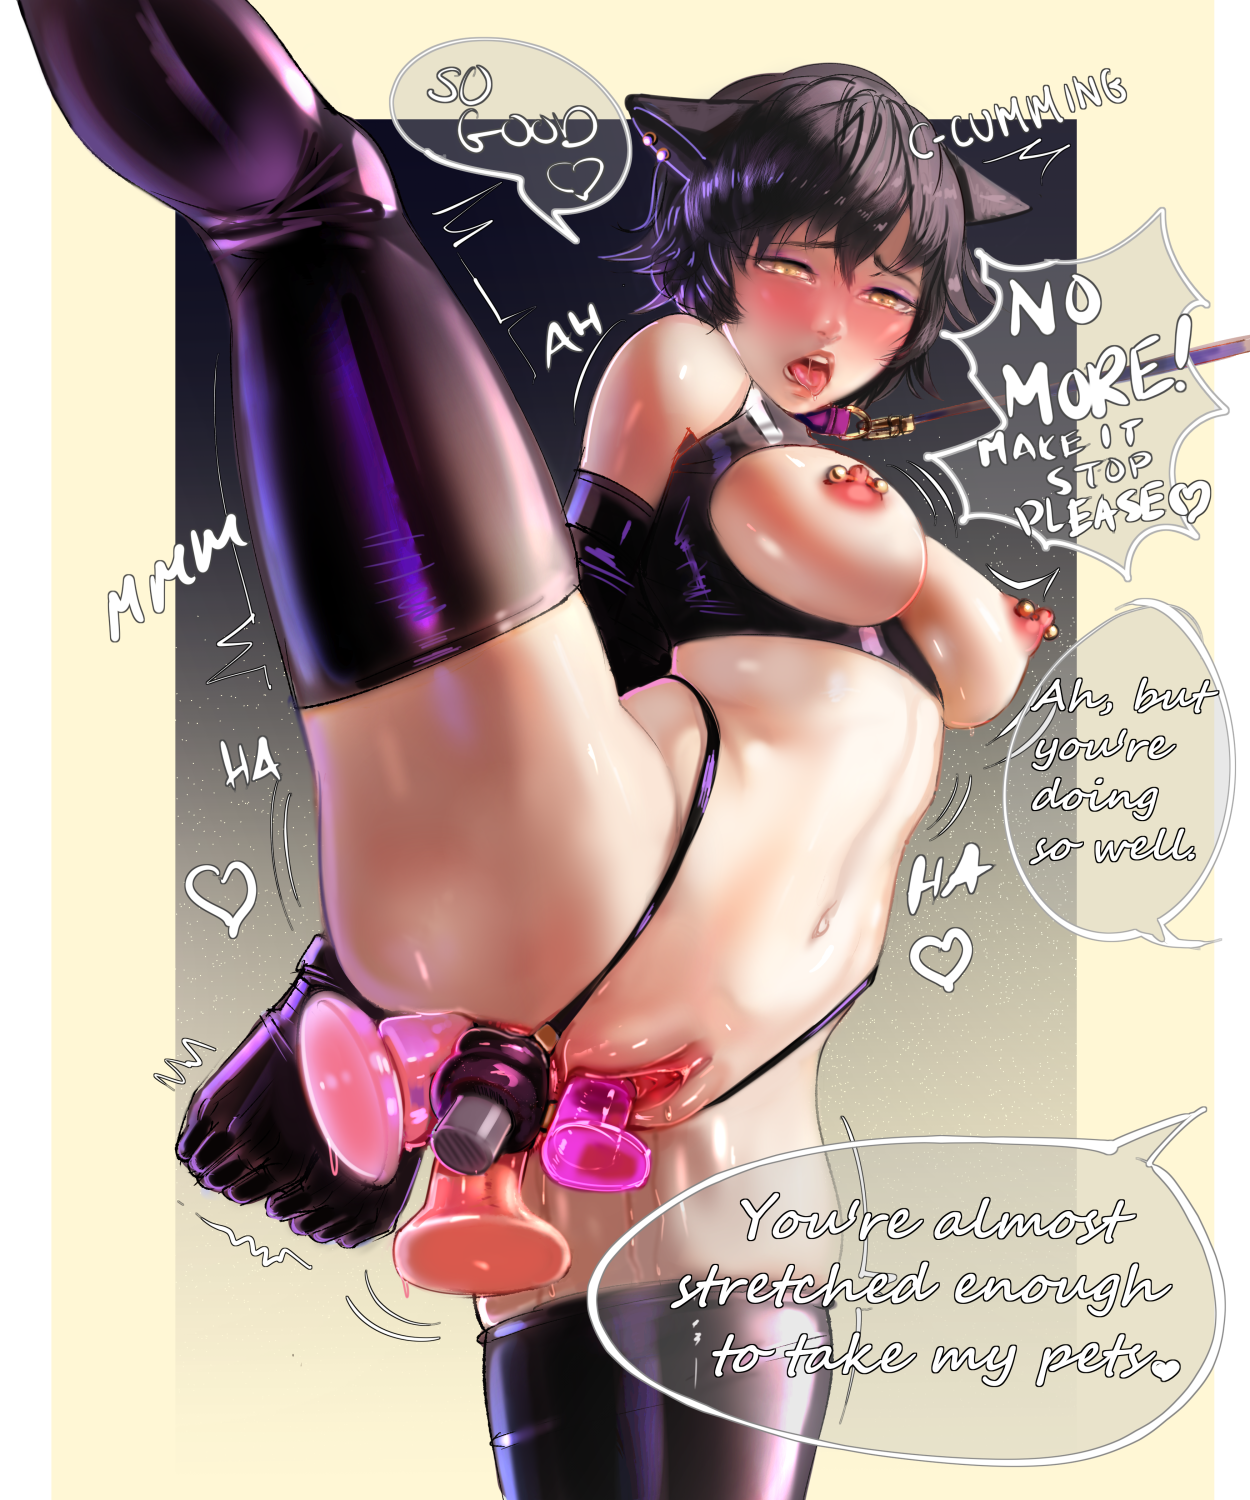 SO
GOOD
♡
C-CUMMING
AH
NO
MORE!
MAKE IT
STOP
PLEASE♡
MMM
Ah, but
you're
doing
so well.
HA
HA
You're almost
stretched enough
to take my pets♥